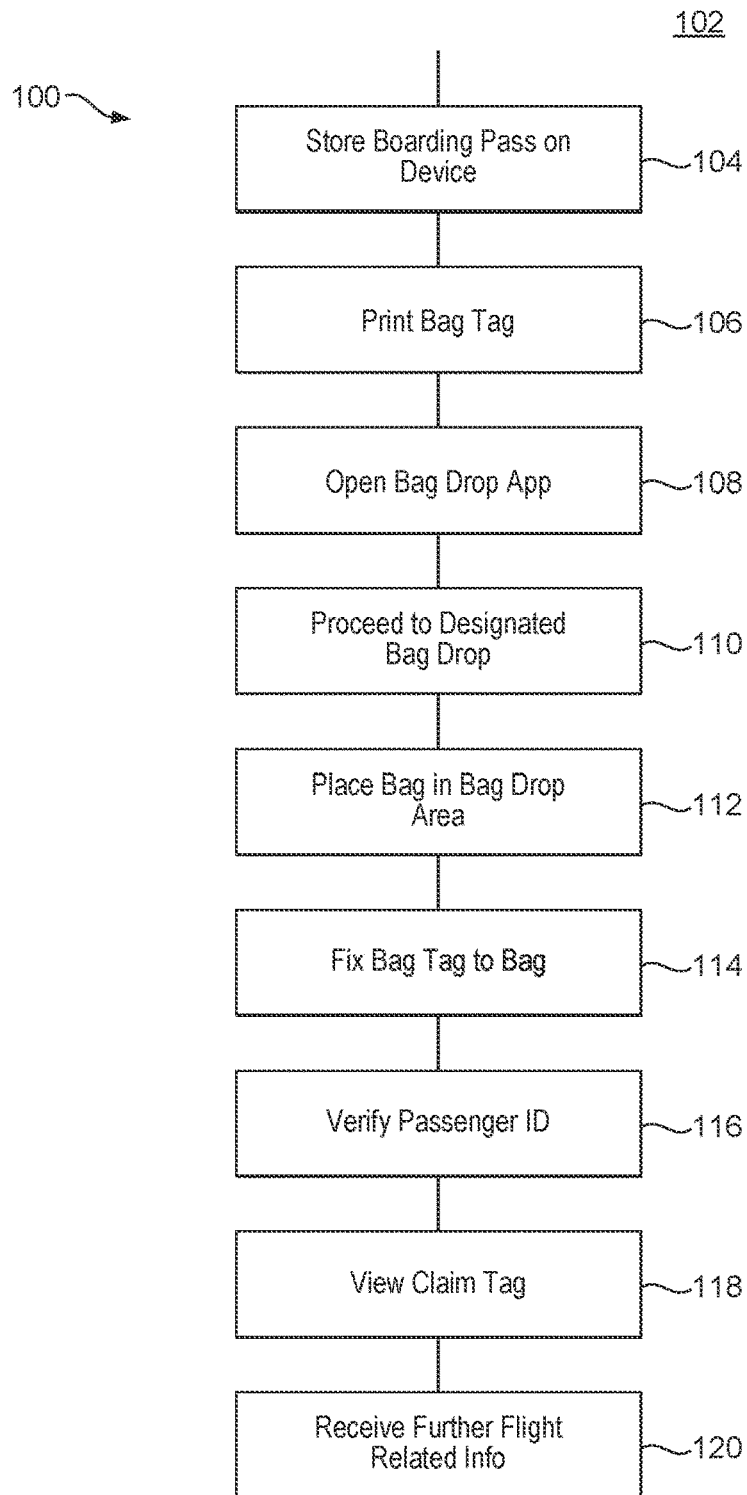 102
100
Store Boarding Pass on
Device
104
Print Bag Tag
106
Open Bag Drop App
108
Proceed to Designated
Bag Drop
110
Place Bag in Bag Drop
Area
112
Fix Bag Tag to Bag
114
Verify Passenger ID
116
View Claim Tag
118
Receive Further Flight
Related Info
120